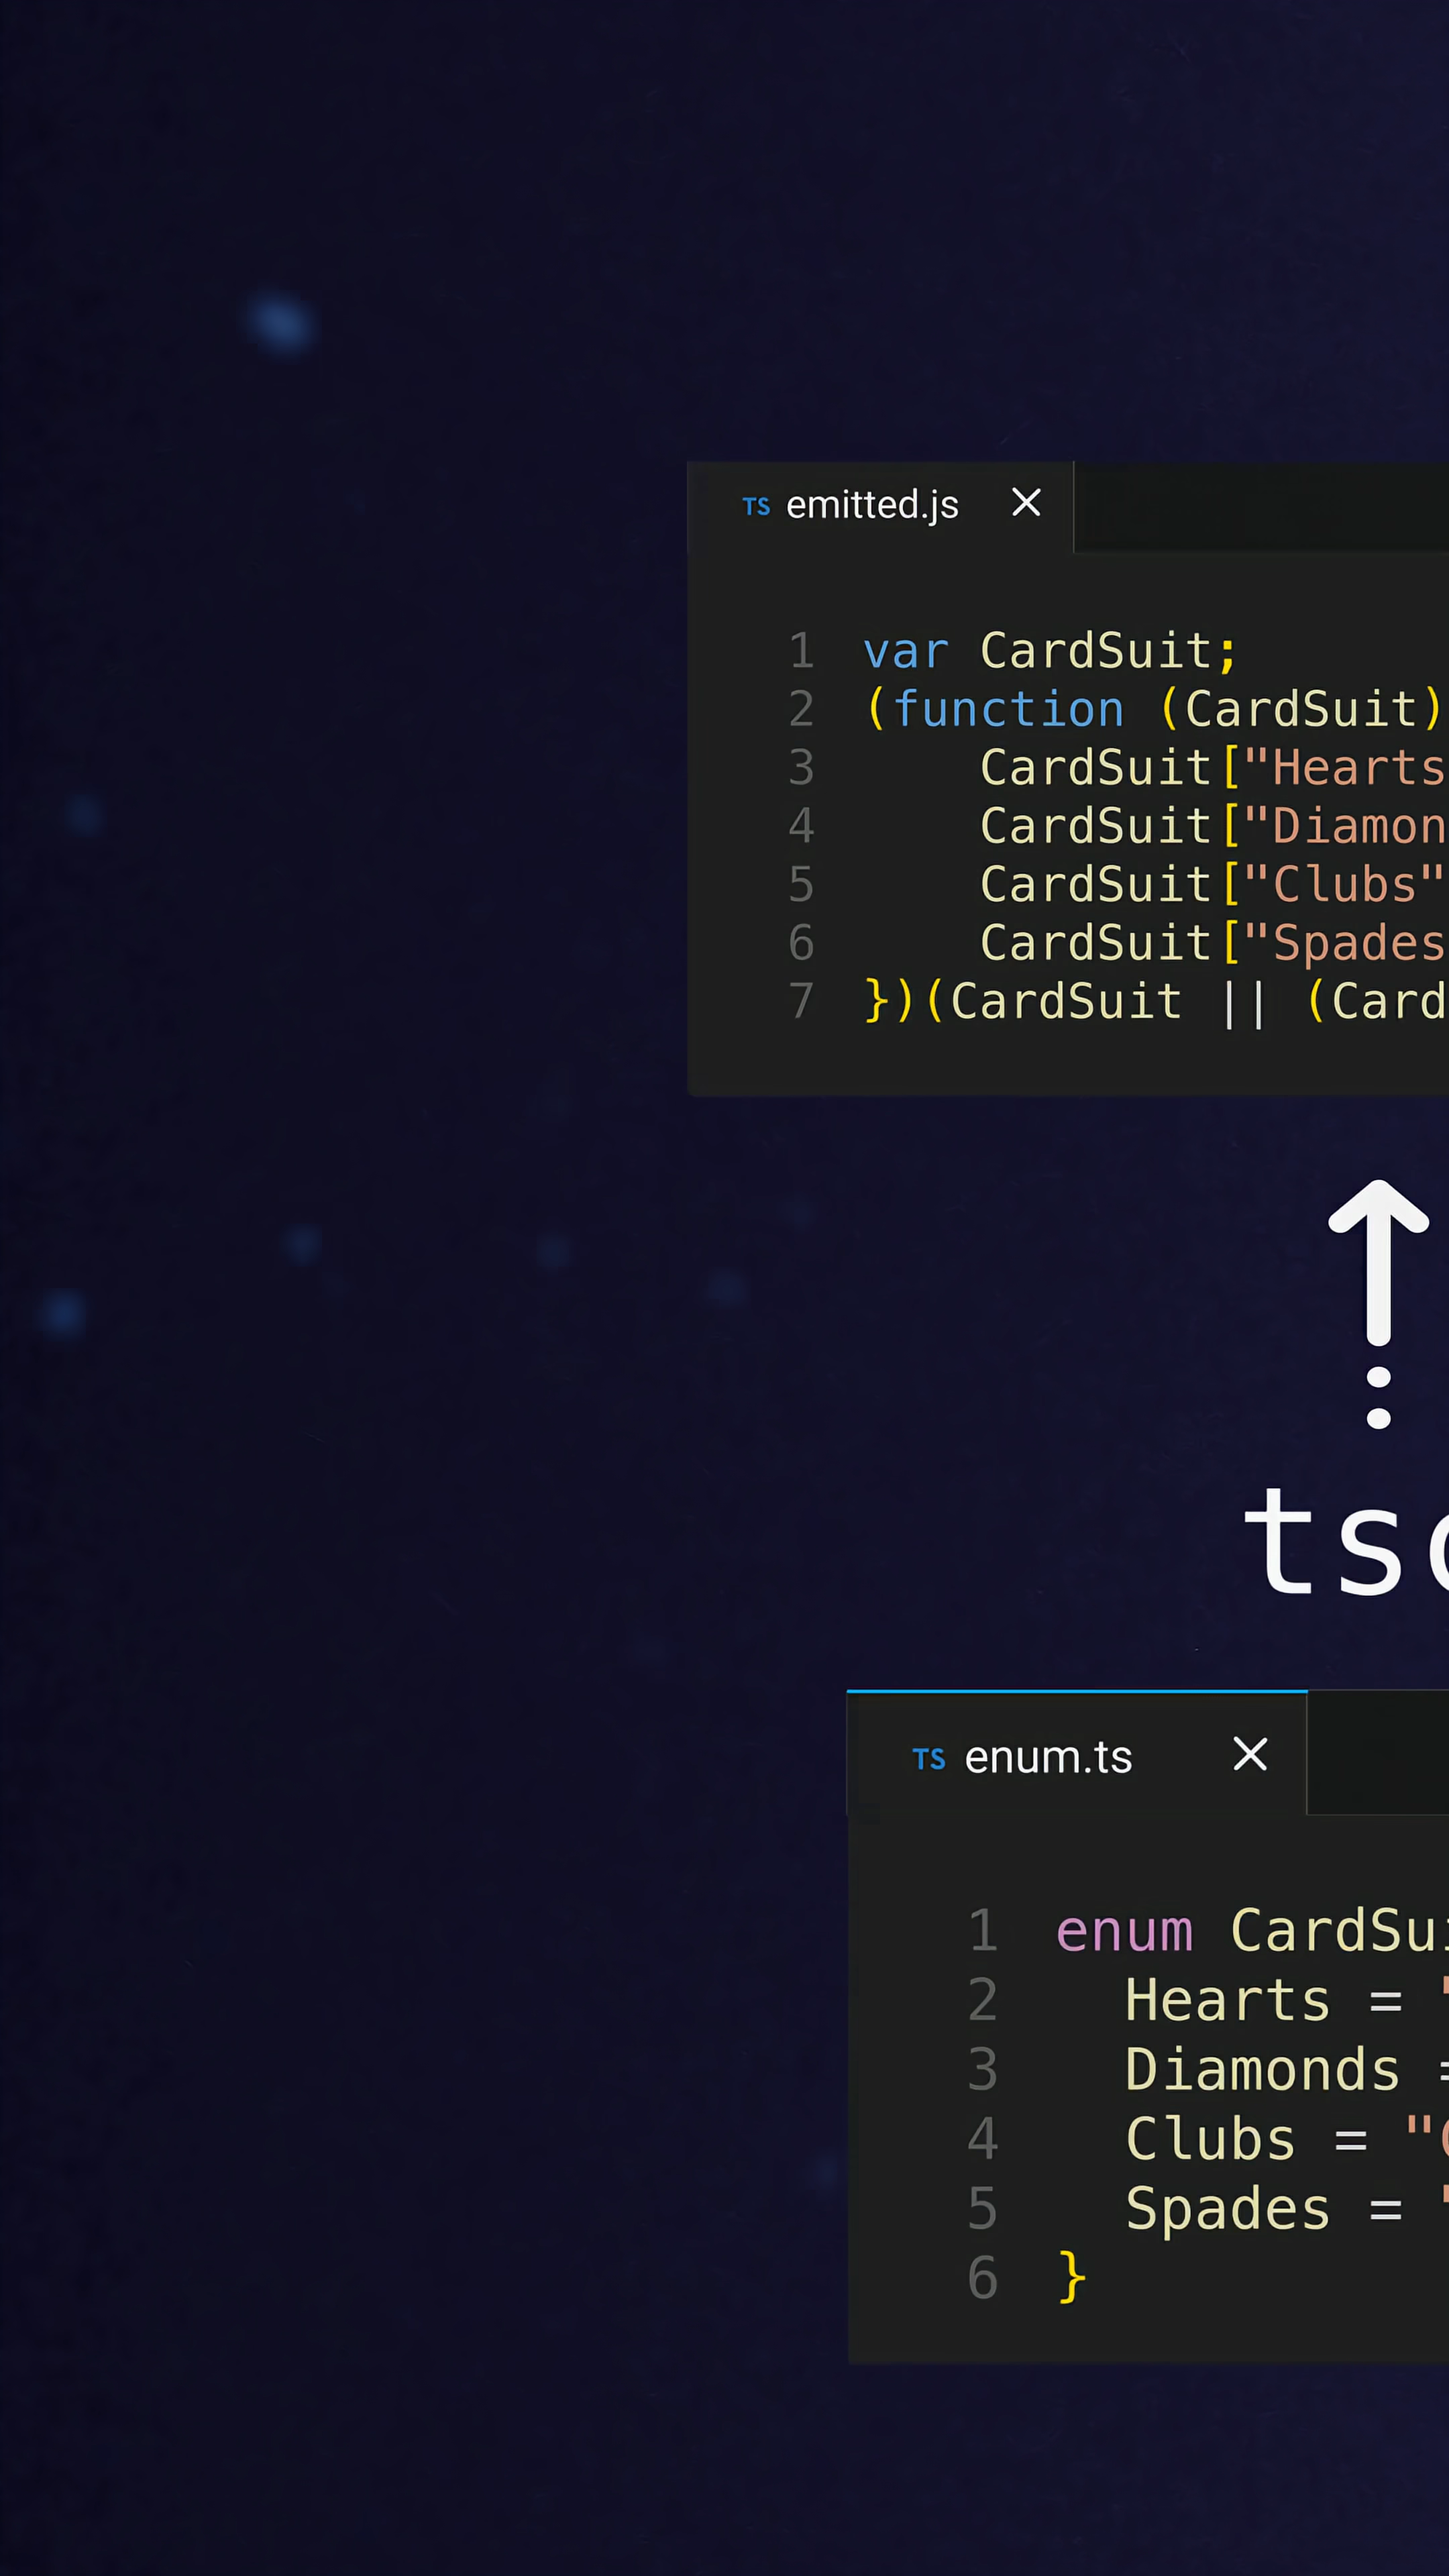 TS emitted.js ×
1 var CardSuit;
2 (function (CardSuit)
3 CardSuit["Hearts
4 CardSuit["Diamon
5 CardSuit["Clubs"
6 CardSuit["Spades
7 })(CardSuit || (Card
tsc
TS enum.ts ×
1 enum CardSui
2 Hearts = "
3 Diamonds =
4 Clubs = "C
5 Spades = "
6 }